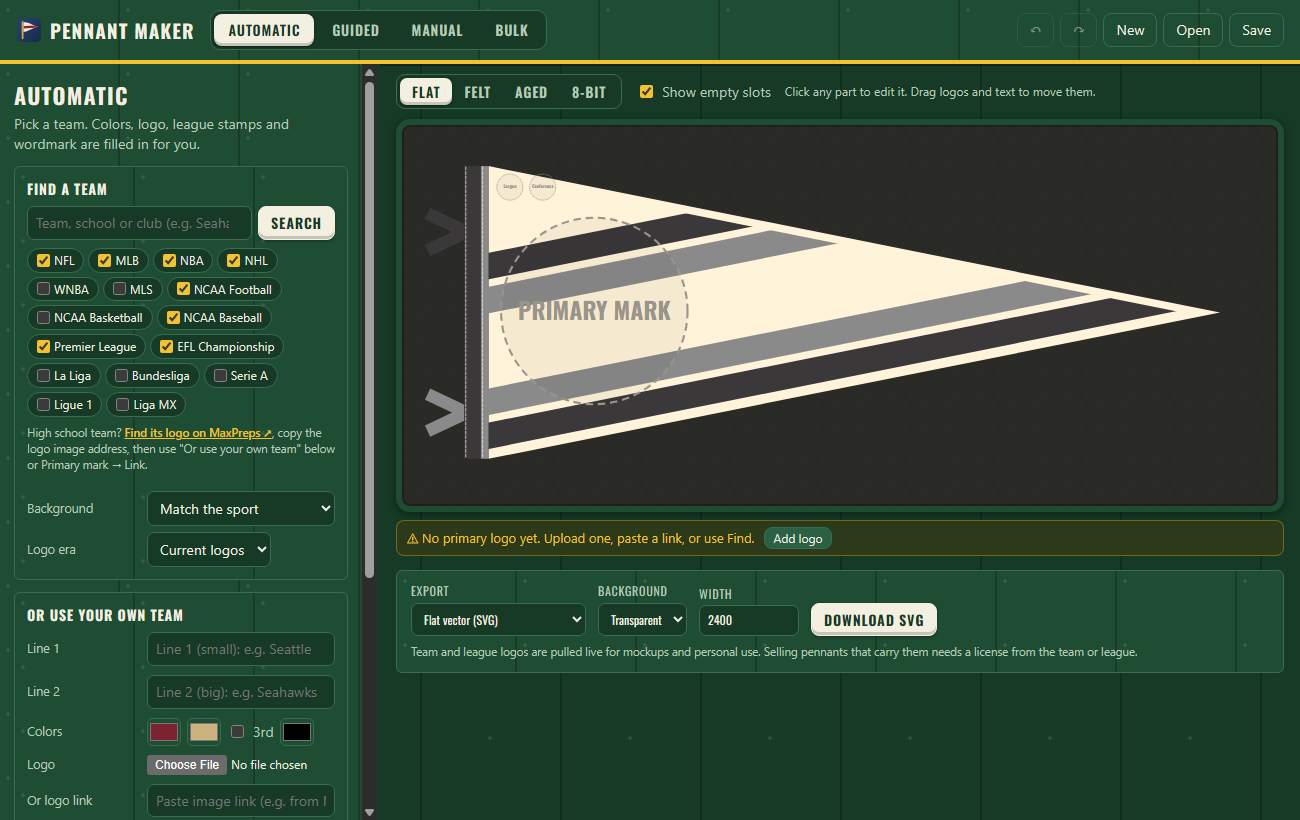 PENNANT MAKER
AUTOMATIC GUIDED MANUAL BULK
New Open Save
AUTOMATIC
Pick a team. Colors, logo, league stamps and
wordmark are filled in for you.
FIND A TEAM
Team, school or club (e.g. Seaha
SEARCH
NFL MLB NBA NHL
WNBA MLS NCAA Football
NCAA Basketball NCAA Baseball
Premier League EFL Championship
La Liga Bundesliga Serie A
Ligue 1 Liga MX
High school team? Find its logo on MaxPreps ↗, copy the
logo image address, then use "Or use your own team" below
or Primary mark → Link.
Background Match the sport
Logo era Current logos
OR USE YOUR OWN TEAM
Line 1 Line 1 (small): e.g. Seattle
Line 2 Line 2 (big): e.g. Seahawks
Colors 3rd
Logo Choose File No file chosen
Or logo link Paste image link (e.g. from
FLAT FELT AGED 8-BIT
Show empty slots Click any part to edit it. Drag logos and text to move them.
League Conference
PRIMARY MARK
⚠ No primary logo yet. Upload one, paste a link, or use Find. Add logo
EXPORT BACKGROUND WIDTH
Flat vector (SVG) Transparent 2400 DOWNLOAD SVG
Team and league logos are pulled live for mockups and personal use. Selling pennants that carry them needs a license from the team or league.